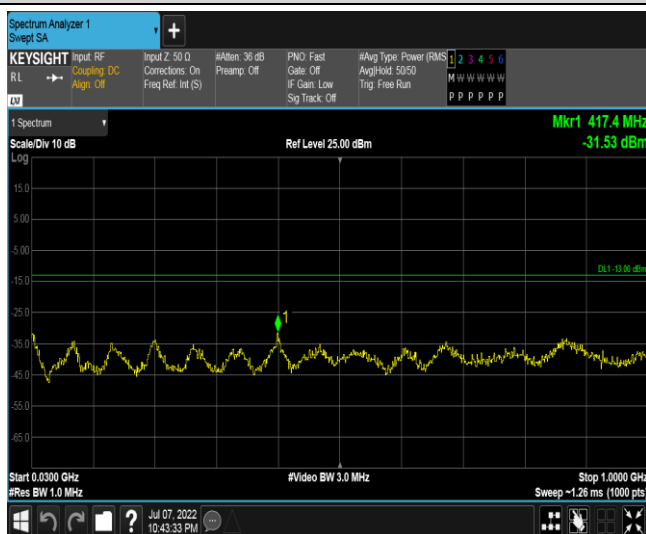 Spectrum Analyzer 1
Swept SA
+
KEYSIGHT Input: RF Input Z: 50 Ω #Atten: 36 dB PNO: Fast #Avg Type: Power (RMS 1 2 3 4 5 6
RL Coupling: DC Corrections: On Preamp: Off Gate: Off Avg|Hold: 50/50 M W W W W W
Align: Off Freq Ref: Int (S) IF Gain: Low Trig: Free Run
LXI Sig Track: Off P P P P P P
1 Spectrum Mkr1 417.4 MHz
Scale/Div 10 dB Ref Level 25.00 dBm -31.53 dBm
Log
15.0
5.00
-5.00
DL1 -13.00 dBm
-15.0
-25.0
1
-35.0
-45.0
-55.0
-65.0
Start 0.0300 GHz #Video BW 3.0 MHz Stop 1.0000 GHz
#Res BW 1.0 MHz Sweep ~1.26 ms (1000 pts)
? Jul 07, 2022
10:43:33 PM